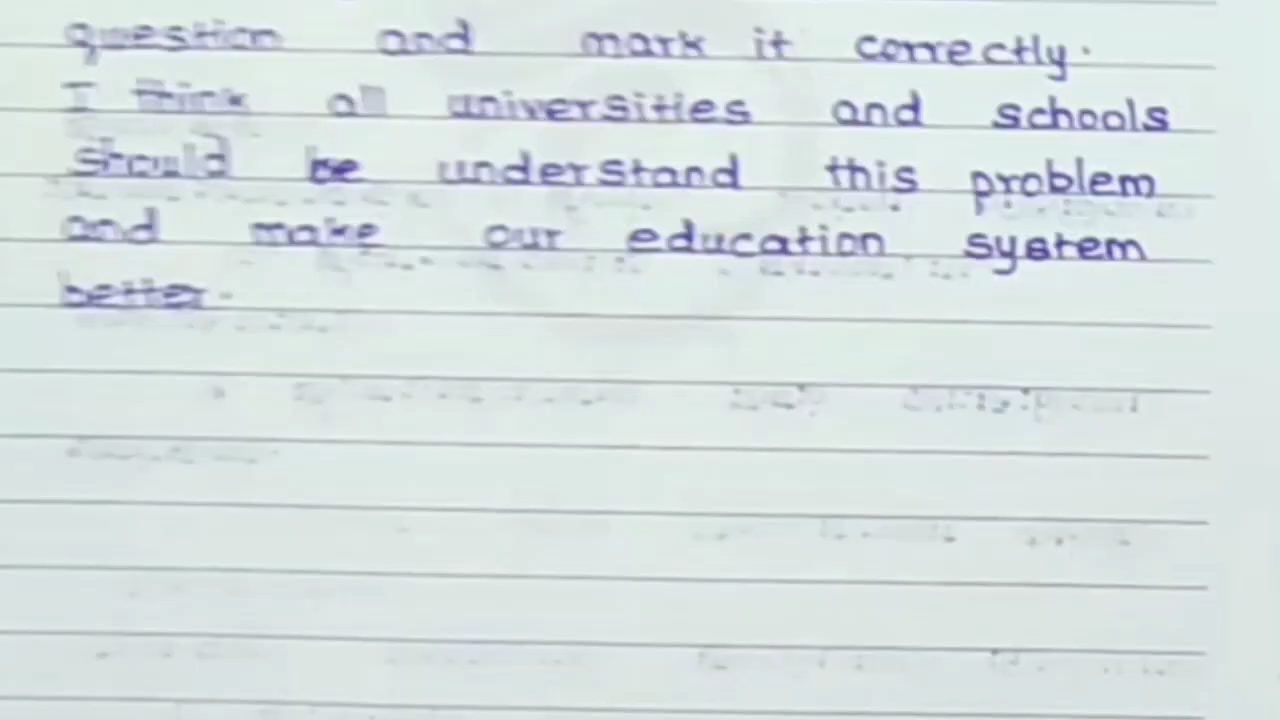 question and mark it correctly.
I think all universities and schools
should be understand this problem
and make our education system
better.